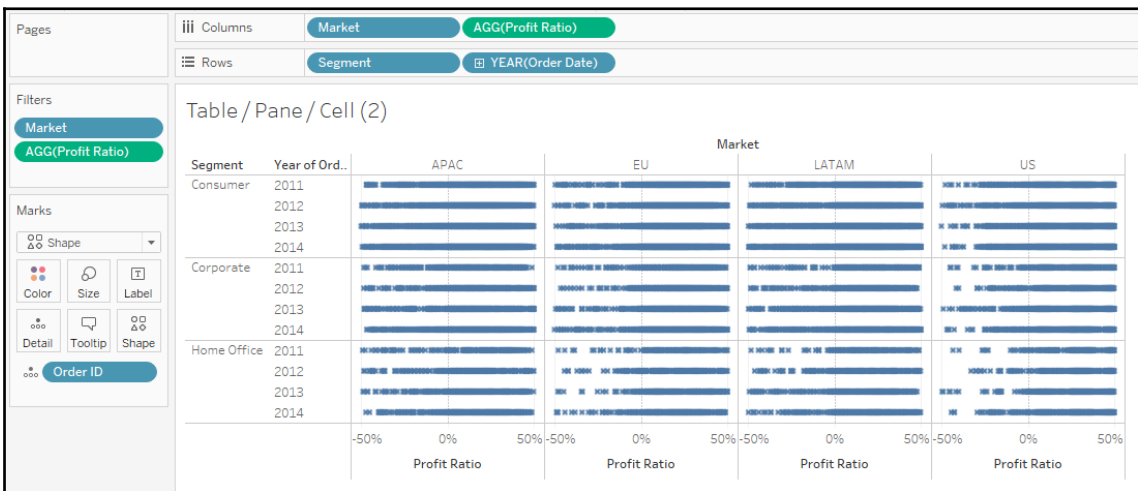 Pages
Columns Market AGG(Profit Ratio)
Rows Segment YEAR(Order Date)
Filters
Market
AGG(Profit Ratio)
Marks
Shape
Color Size Label
Detail Tooltip Shape
Order ID
Table / Pane / Cell (2)
Market
Segment Year of Ord.. APAC EU LATAM US
Consumer 2011
2012
2013
2014
Corporate 2011
2012
2013
2014
Home Office 2011
2012
2013
2014
-50% 0% 50% -50% 0% 50% -50% 0% 50% -50% 0% 50%
Profit Ratio Profit Ratio Profit Ratio Profit Ratio